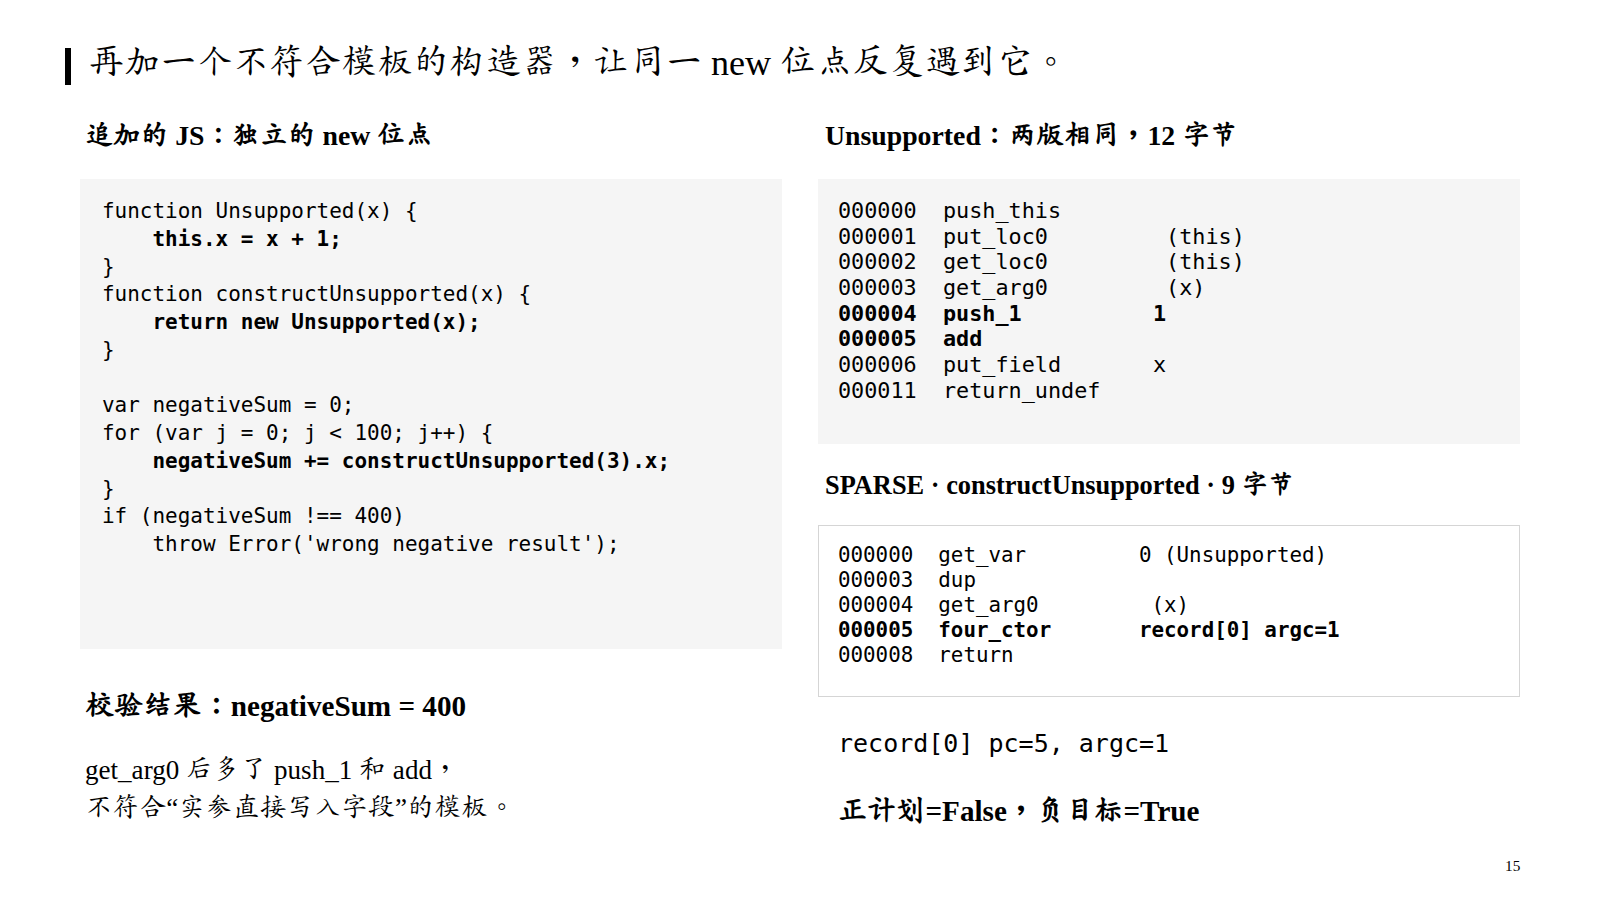 再加一个不符合模板的构造器，让同一 new 位点反复遇到它。
追加的 JS：独立的 new 位点
function Unsupported(x) {
    this.x = x + 1;
}
function constructUnsupported(x) {
    return new Unsupported(x);
}
var negativeSum = 0;
for (var j = 0; j < 100; j++) {
    negativeSum += constructUnsupported(3).x;
}
if (negativeSum !== 400)
    throw Error('wrong negative result');
校验结果：negativeSum = 400
get_arg0 后多了 push_1 和 add，
不符合“实参直接写入字段”的模板。
Unsupported：两版相同，12 字节
000000  push_this
000001  put_loc0         (this)
000002  get_loc0         (this)
000003  get_arg0         (x)
000004  push_1          1
000005  add
000006  put_field       x
000011  return_undef
SPARSE · constructUnsupported · 9 字节
000000  get_var         0 (Unsupported)
000003  dup
000004  get_arg0         (x)
000005  four_ctor       record[0] argc=1
000008  return
record[0] pc=5, argc=1
正计划=False，负目标=True
15